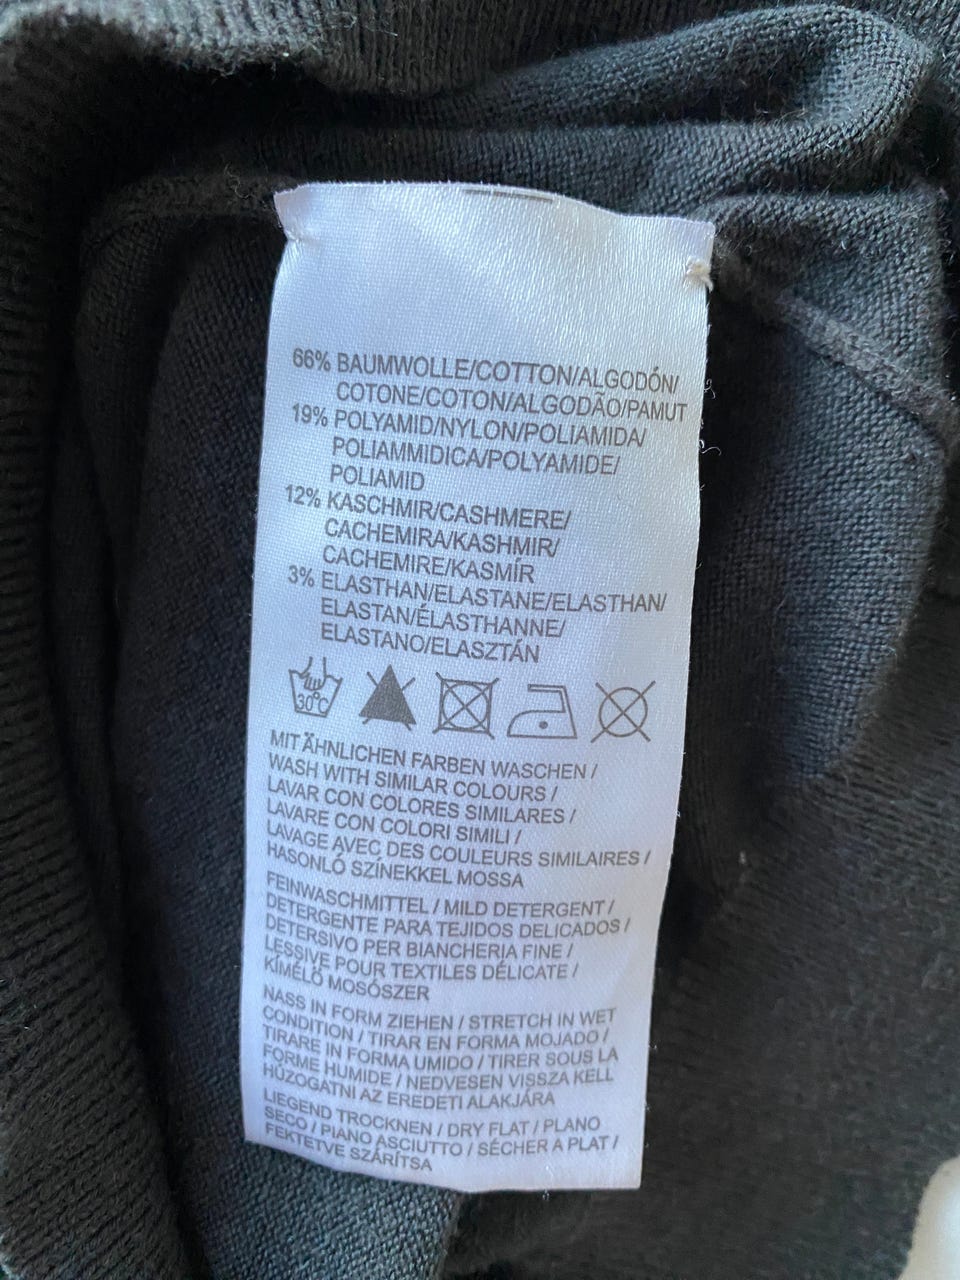 66% BAUMWOLLE/COTTON/ALGODÓN/
COTONE/COTON/ALGODÃO/PAMUT
19% POLYAMID/NYLON/POLIAMIDA/
POLIAMMIDICA/POLYAMIDE/
POLIAMID
12% KASCHMIR/CASHMERE/
CACHEMIRA/KASHMIR/
CACHEMIRE/KASMÍR
3% ELASTHAN/ELASTANE/ELASTHAN/
ELASTAN/ÉLASTHANNE/
ELASTANO/ELASZTÁN
30°C
MIT ÄHNLICHEN FARBEN WASCHEN /
WASH WITH SIMILAR COLOURS /
LAVAR CON COLORES SIMILARES /
LAVARE CON COLORI SIMILI /
LAVAGE AVEC DES COULEURS SIMILAIRES /
HASONLÓ SZÍNEKKEL MOSSA
FEINWASCHMITTEL / MILD DETERGENT /
DETERGENTE PARA TEJIDOS DELICADOS /
DETERSIVO PER BIANCHERIA FINE /
LESSIVE POUR TEXTILES DÉLICATE /
KÍMÉLŐ MOSÓSZER
NASS IN FORM ZIEHEN / STRETCH IN WET
CONDITION / TIRAR EN FORMA MOJADO /
TIRARE IN FORMA UMIDO / TIRER SOUS LA
FORME HUMIDE / NEDVESEN VISSZA KELL
HÚZOGATNI AZ EREDETI ALAKJÁRA
LIEGEND TROCKNEN / DRY FLAT / PLANO
SECO / PIANO ASCIUTTO / SÉCHER A PLAT /
FEKTETVE SZÁRÍTSA